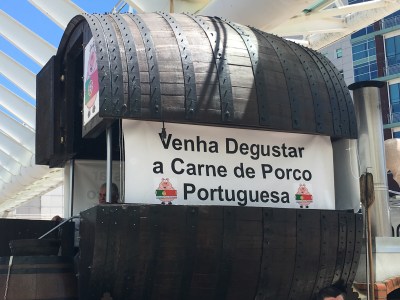 Venha Degustar
a Carne de Porco
Portuguesa